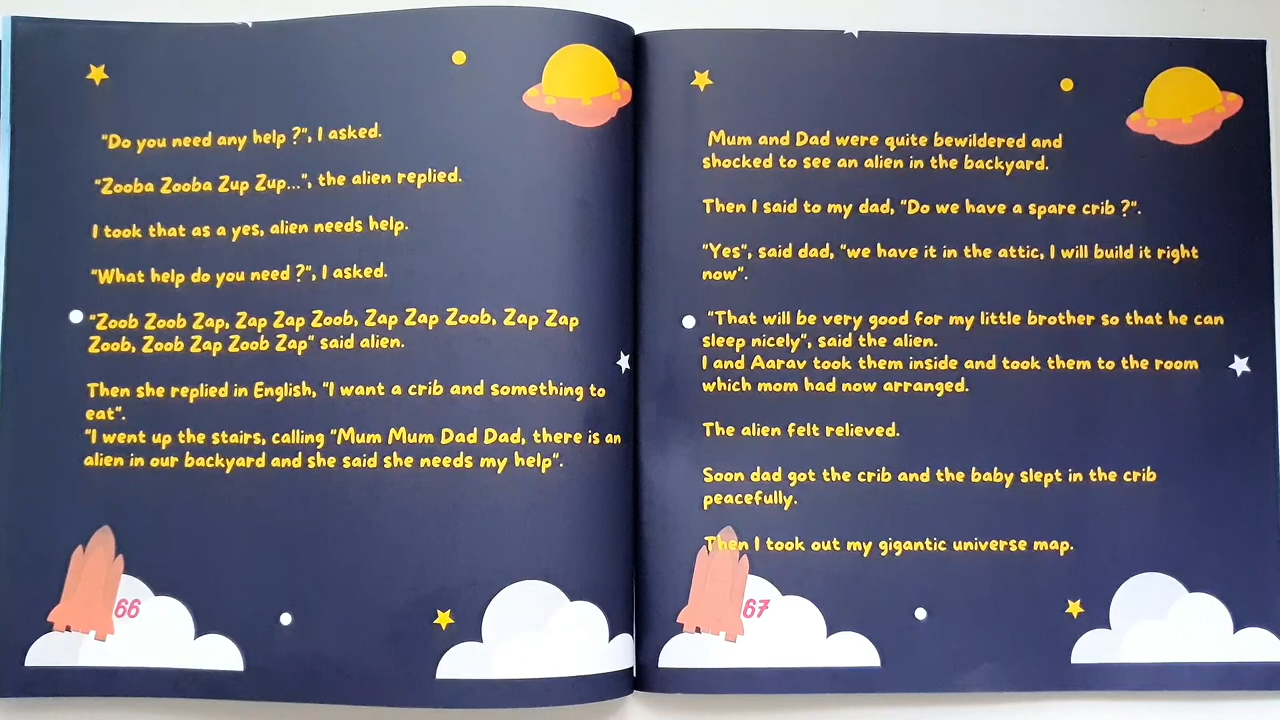 "Do you need any help ?", I asked.
"Zooba Zooba Zup Zup...", the alien replied.
I took that as a yes, alien needs help.
"What help do you need ?", I asked.
"Zoob Zoob Zap, Zap Zap Zoob, Zap Zap Zoob, Zap Zap
Zoob, Zoob Zap Zoob Zap" said alien.
Then she replied in English, "I want a crib and something to
eat".
"I went up the stairs, calling "Mum Mum Dad Dad, there is an
alien in our backyard and she said she needs my help".
66
Mum and Dad were quite bewildered and
shocked to see an alien in the backyard.
Then I said to my dad, "Do we have a spare crib ?".
"Yes", said dad, "we have it in the attic, I will build it right
now".
"That will be very good for my little brother so that he can
sleep nicely", said the alien.
I and Aarav took them inside and took them to the room
which mom had now arranged.
The alien felt relieved.
Soon dad got the crib and the baby slept in the crib
peacefully.
Then I took out my gigantic universe map.
67